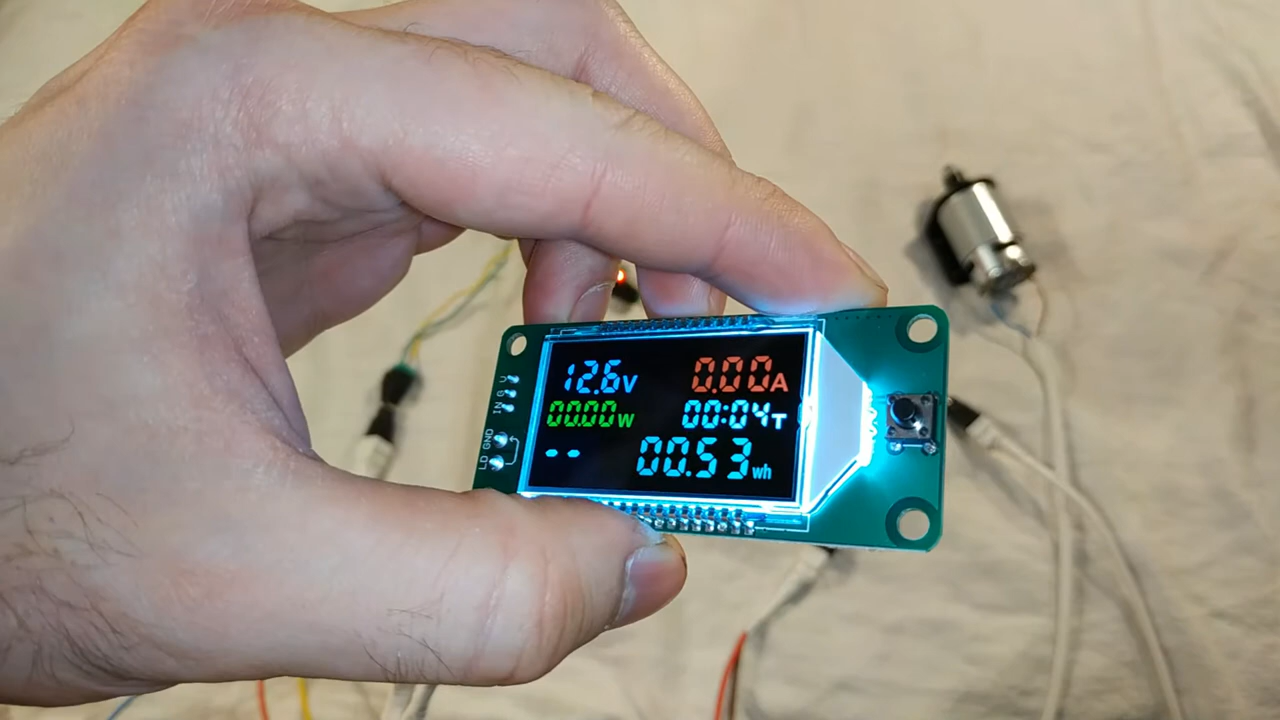 12.6V 0.00A
00.00W 00:04T
-- 00.53wh
IN G V
LD GND